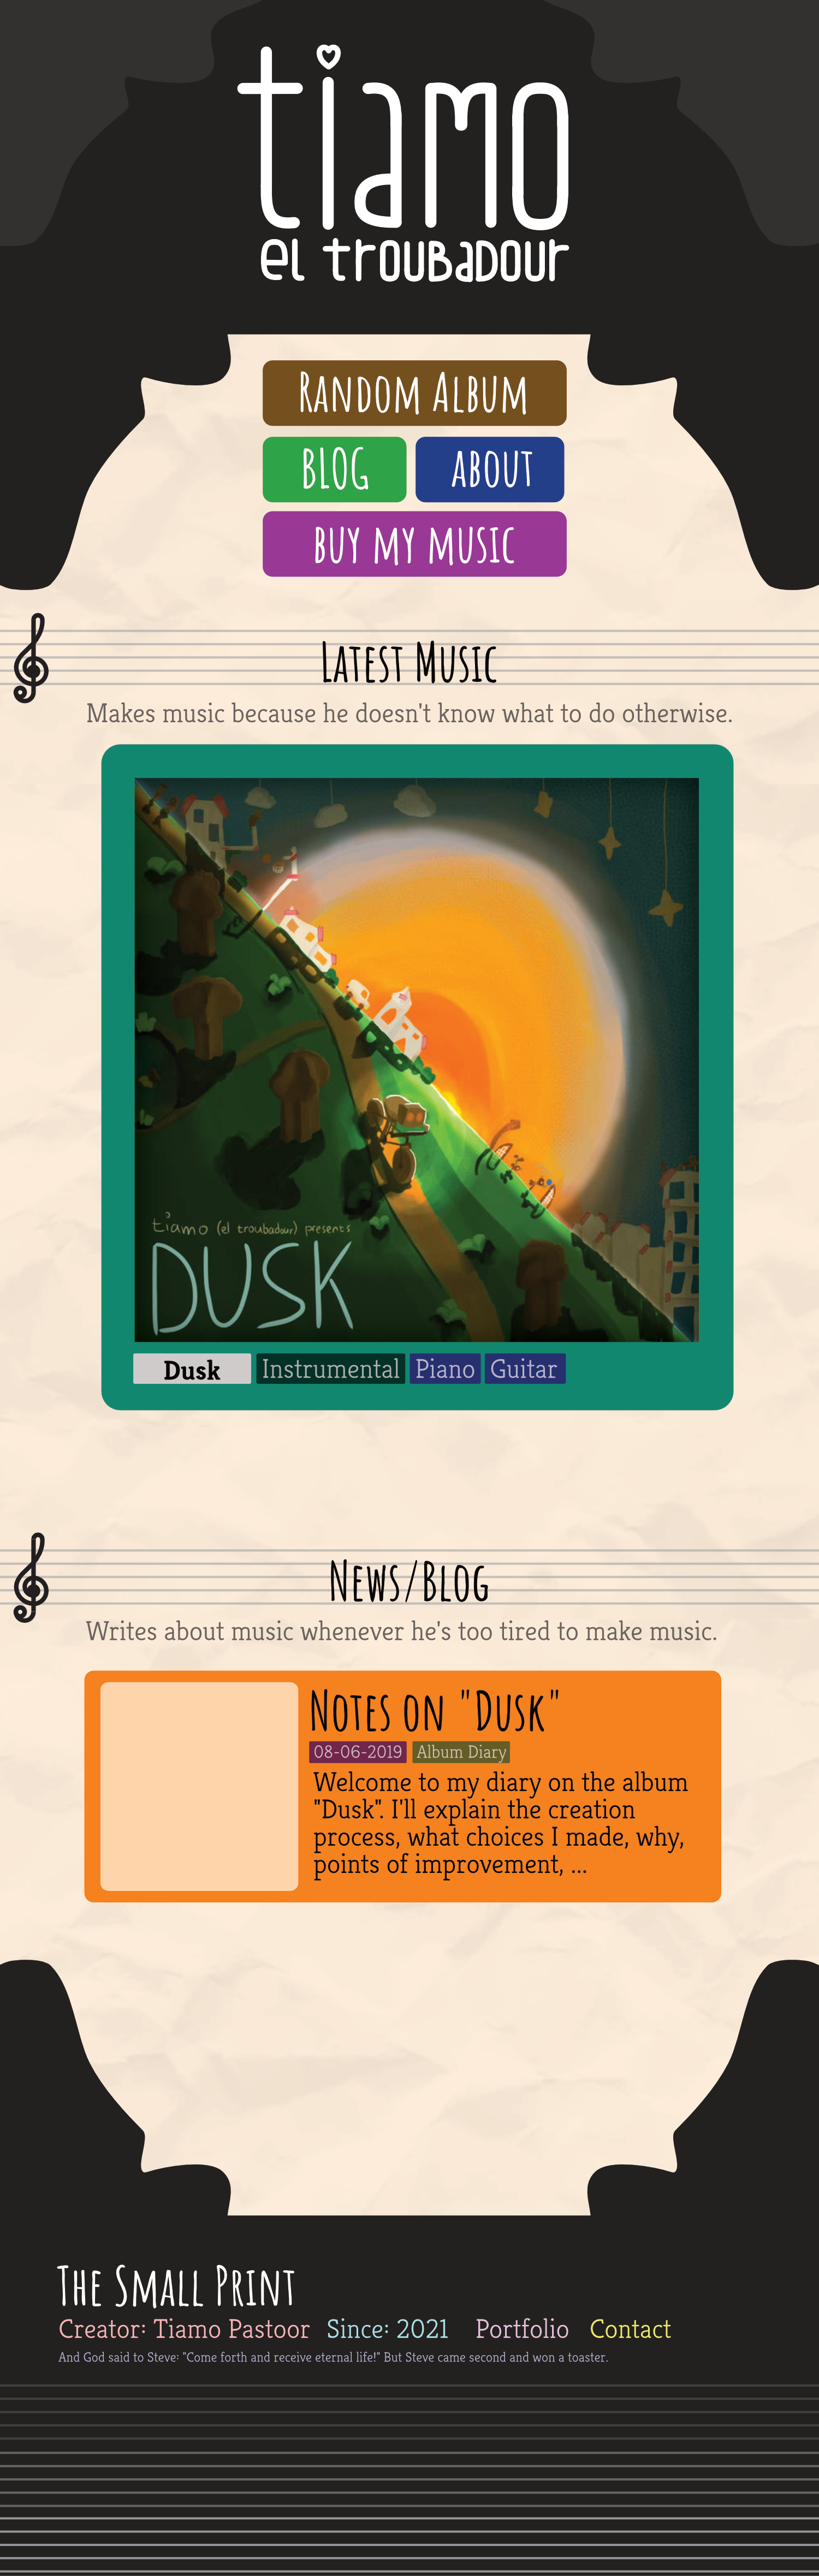 tiamo
el troubadour
Random Album
BLOG
ABOUT
BUY MY MUSIC
Latest Music
Makes music because he doesn't know what to do otherwise.
tiamo (el troubadour) presents
DUSK
Dusk
Instrumental
Piano
Guitar
News/Blog
Writes about music whenever he's too tired to make music.
Notes on "Dusk"
08-06-2019
Album Diary
Welcome to my diary on the album
"Dusk". I'll explain the creation
process, what choices I made, why,
points of improvement, ...
The Small Print
Creator: Tiamo Pastoor
Since: 2021
Portfolio
Contact
And God said to Steve: "Come forth and receive eternal life!" But Steve came second and won a toaster.